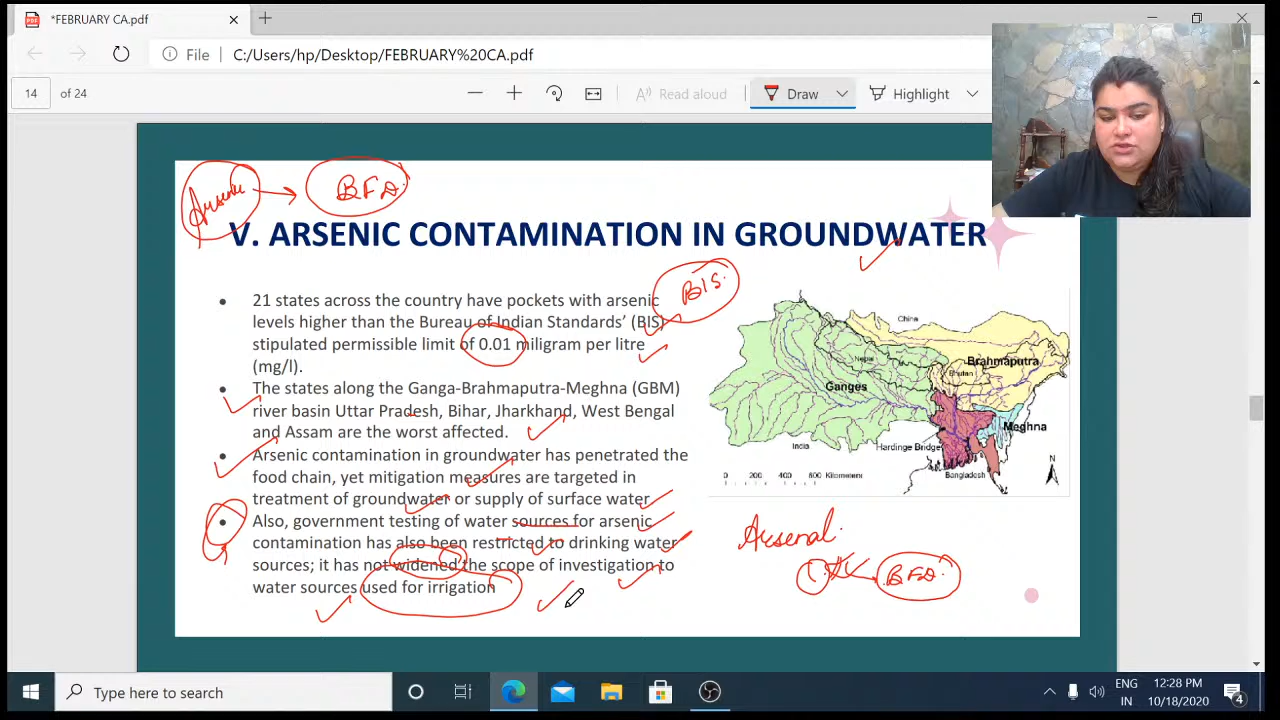 *FEBRUARY CA.pdf
File C:/Users/hp/Desktop/FEBRUARY%20CA.pdf
14 of 24
Read aloud
Draw
Highlight
Arsenic BFA
V. ARSENIC CONTAMINATION IN GROUNDWATER
BIS
• 21 states across the country have pockets with arsenic
levels higher than the Bureau of Indian Standards' (BIS)
stipulated permissible limit of 0.01 miligram per litre
(mg/l).
• The states along the Ganga-Brahmaputra-Meghna (GBM)
river basin Uttar Pradesh, Bihar, Jharkhand, West Bengal
and Assam are the worst affected.
• Arsenic contamination in groundwater has penetrated the
food chain, yet mitigation measures are targeted in
treatment of groundwater or supply of surface water
• Also, government testing of water sources for arsenic
contamination has also been restricted to drinking water
sources; it has not widened the scope of investigation to
water sources used for irrigation
China
Nepal
Brahmaputra
Bhutan
Ganges
Meghna
India
Hardinge Bridge
Bangladesh
0 200 400 600 Kilometers
N
Arsenal
BFA
Type here to search
ENG
IN
12:28 PM
10/18/2020
4